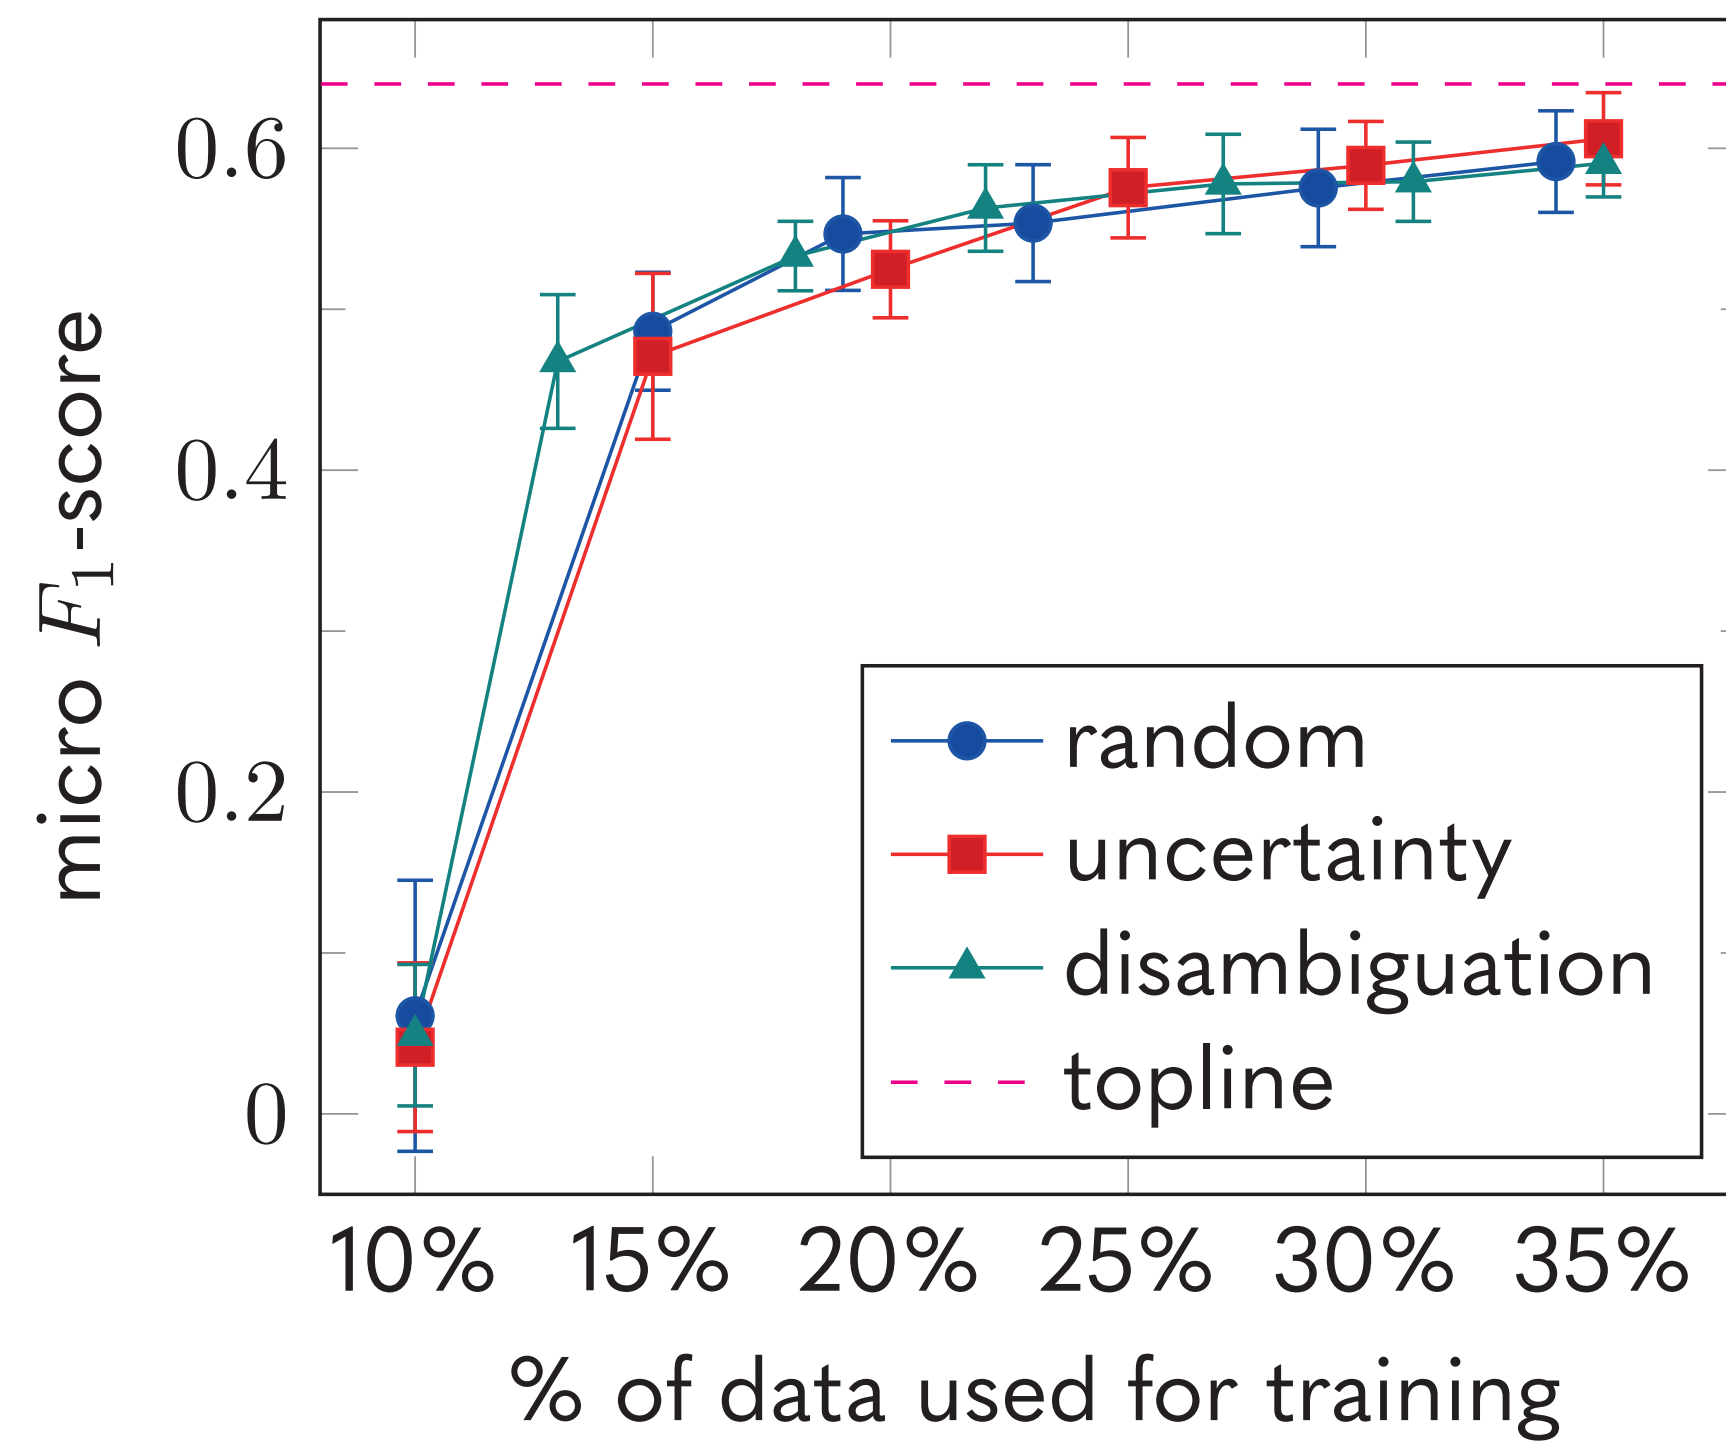 micro F₁-score
0.6
0.4
0.2
0
random
uncertainty
disambiguation
topline
10% 15% 20% 25% 30% 35%
% of data used for training